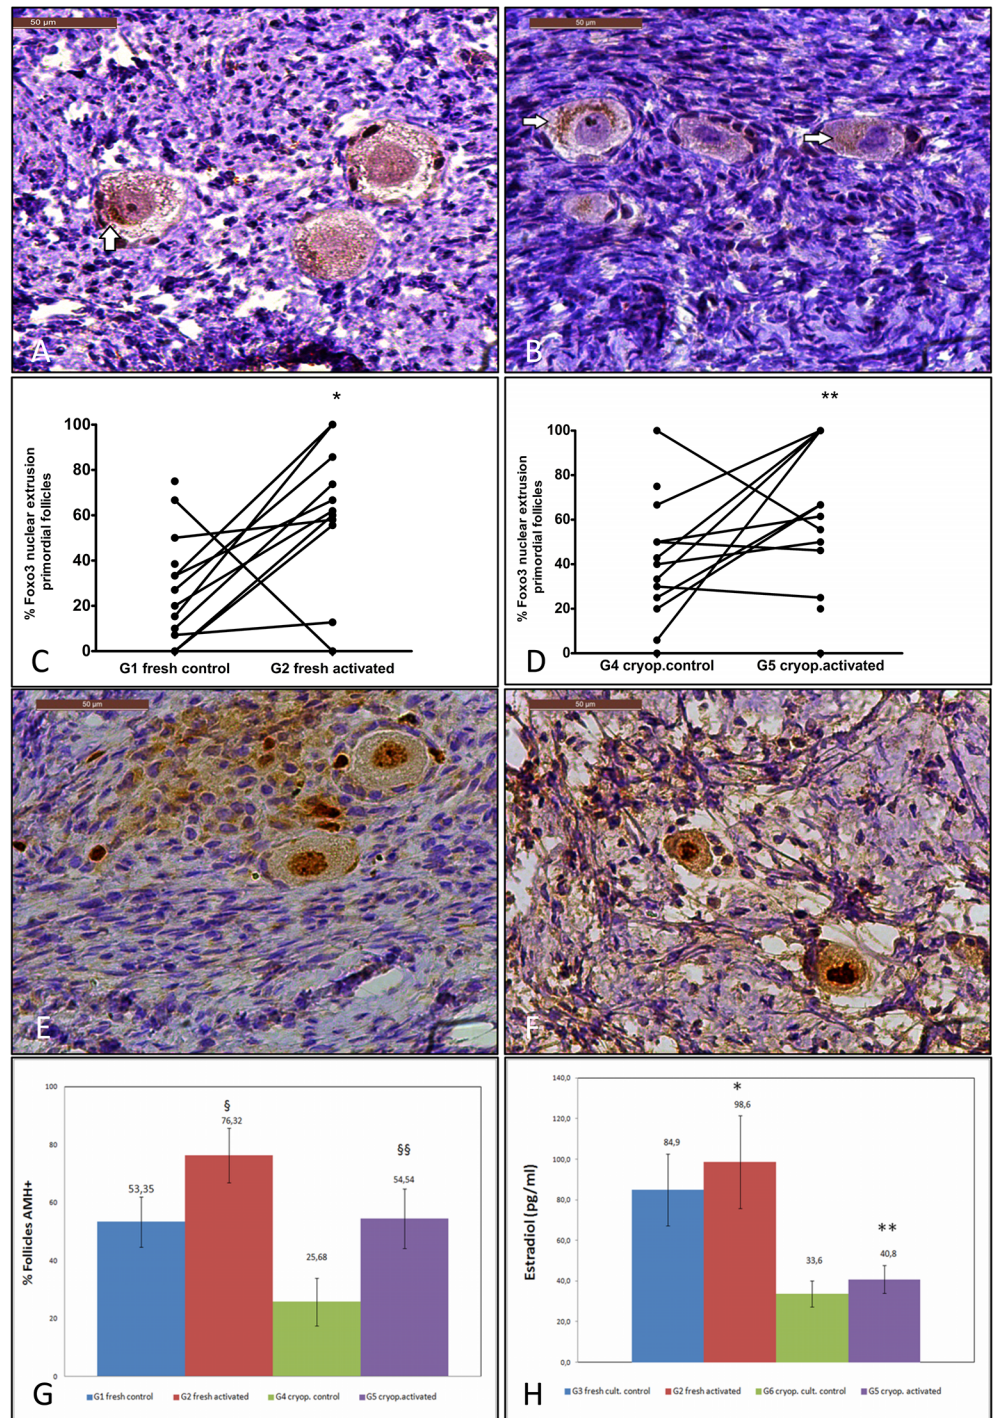 50 µm
A
50 µm
B
*
% Foxo3 nuclear extrusion
primordial follicles
100
80
60
40
20
0
G1 fresh control
G2 fresh activated
C
**
% Foxo3 nuclear extrusion
primordial follicles
100
80
60
40
20
0
G4 cryop.control
G5 cryop.activated
D
50 µm
E
50 µm
F
% Follicles AMH+
100
80
60
40
20
0
53,35
§
76,32
25,68
§§
54,54
G1 fresh control
G2 fresh activated
G4 cryop. control
G5 cryop.activated
G
Estradiol (pg/ml)
140,0
120,0
100,0
80,0
60,0
40,0
20,0
0,0
84,9
*
98,6
33,6
**
40,8
G3 fresh cult. control
G2 fresh activated
G6 cryop. cult. control
G5 cryop. activated
H